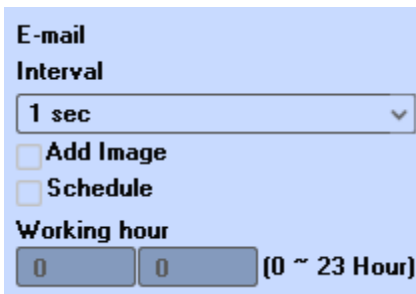 E-mail
Interval
1 sec
Add Image
Schedule
Working hour
0 0 (0 ~ 23 Hour)